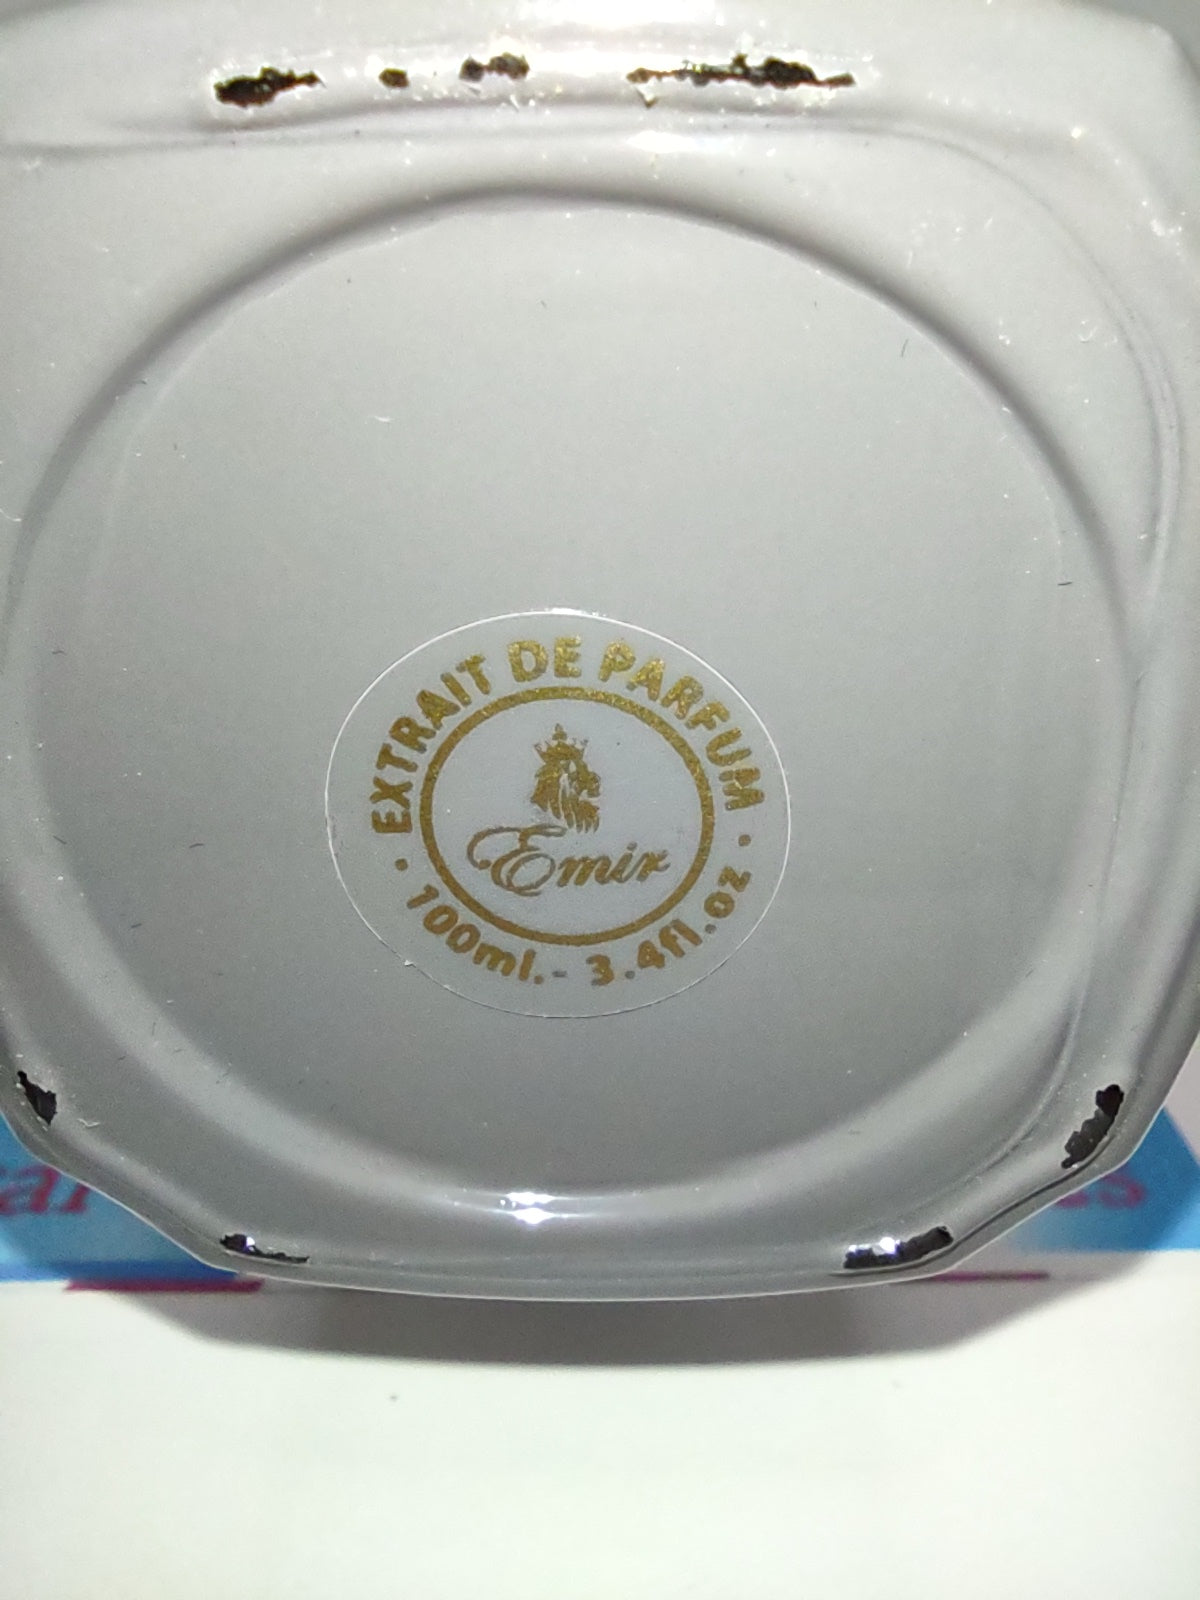 EXTRAIT DE PARFUM
Emir
· 100ml.- 3.4fl.oz ·